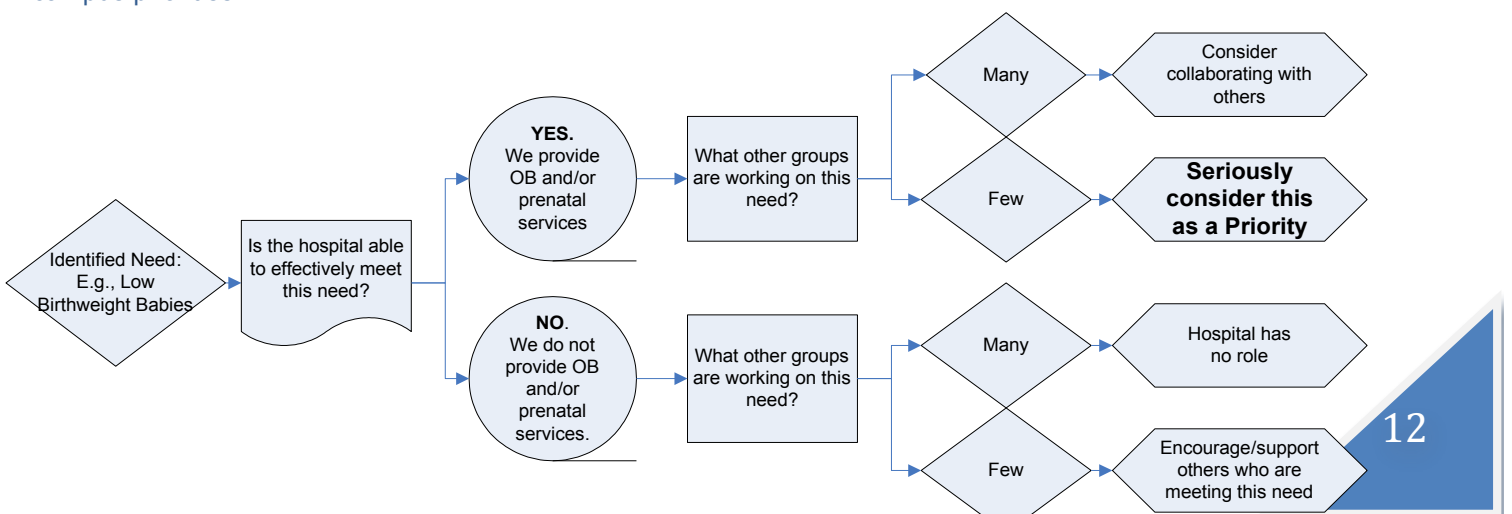 YES.
We provide
OB and/or
prenatal
services
What other groups
are working on this
need?
Many
Consider
collaborating with
others
Few
Seriously
consider this
as a Priority
Identified Need:
E.g., Low
Birthweight Babies
Is the hospital able
to effectively meet
this need?
NO.
We do not
provide OB
and/or
prenatal
services.
What other groups
are working on this
need?
Many
Hospital has
no role
Few
Encourage/support
others who are
meeting this need
12